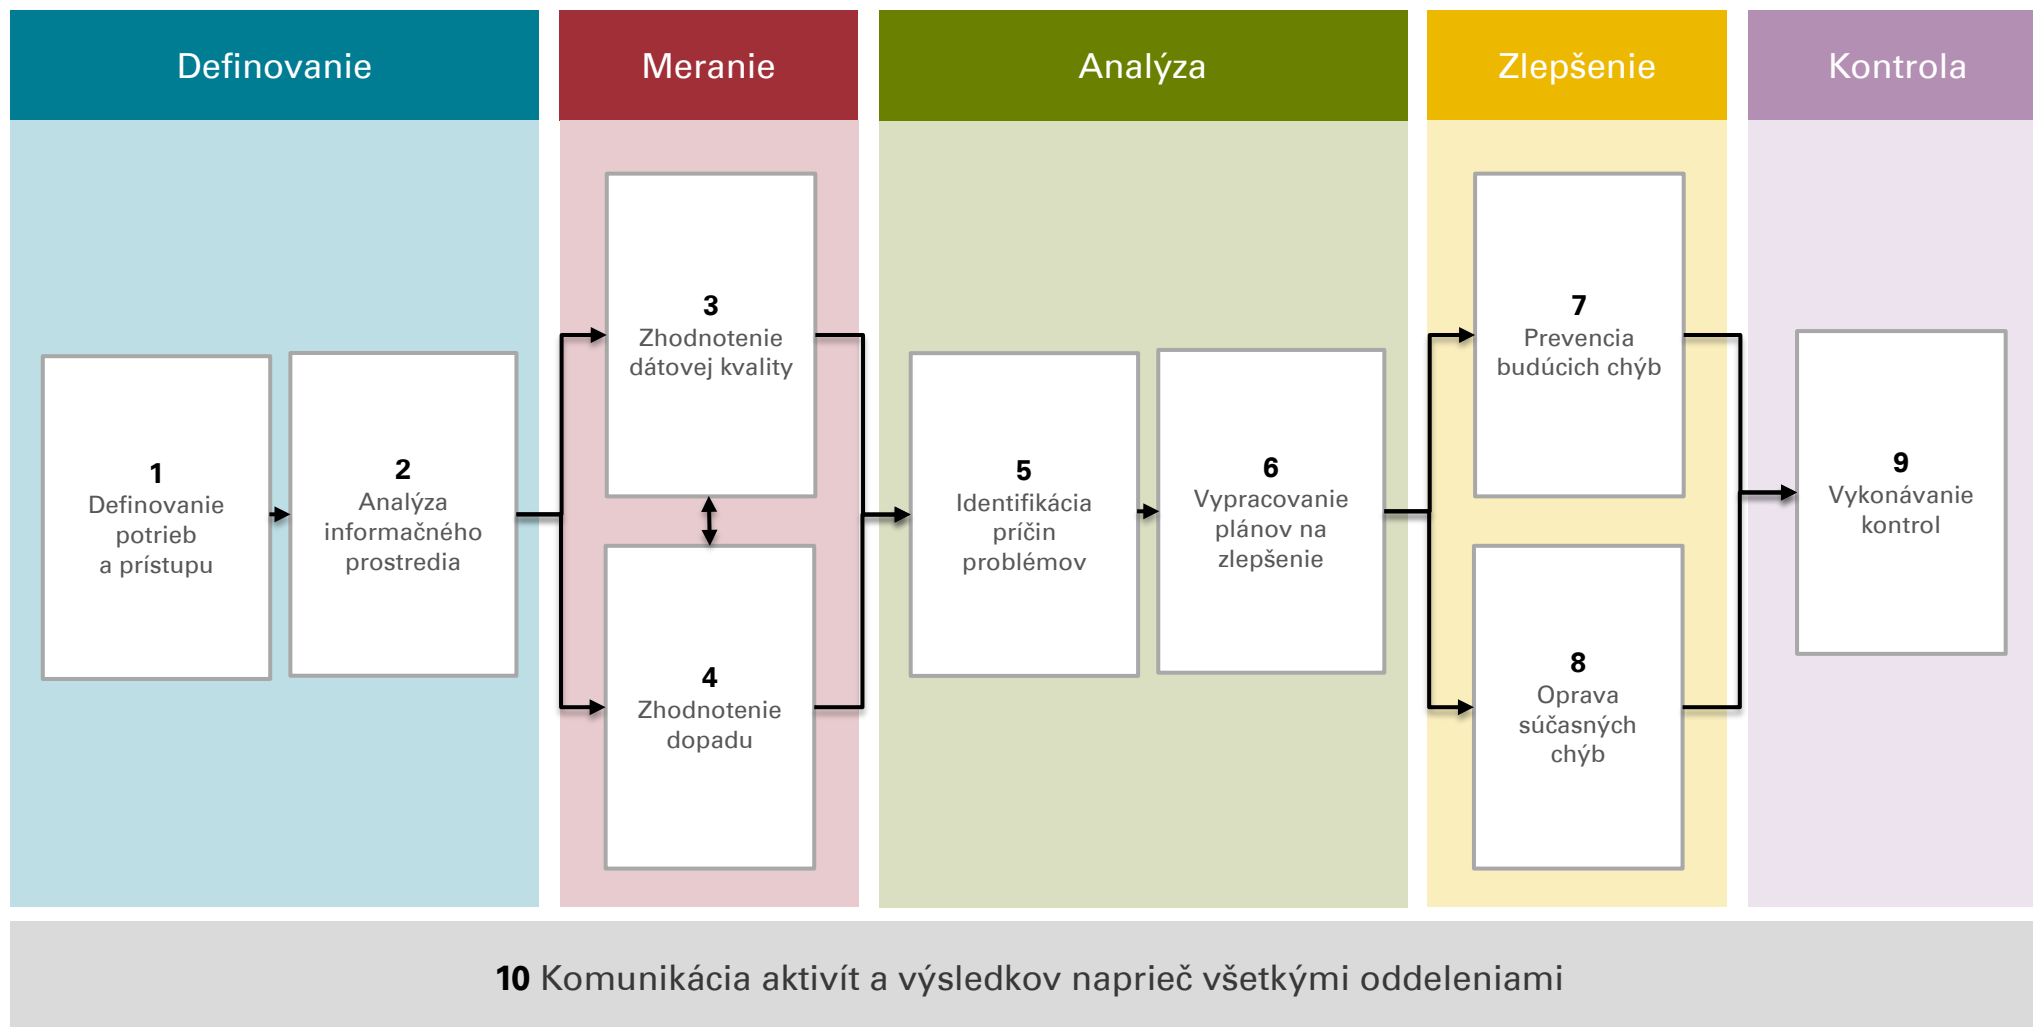 Definovanie
Meranie
Analýza
Zlepšenie
Kontrola
1
Definovanie
potrieb
a prístupu
2
Analýza
informačného
prostredia
3
Zhodnotenie
dátovej kvality
4
Zhodnotenie
dopadu
5
Identifikácia
príčin
problémov
6
Vypracovanie
plánov na
zlepšenie
7
Prevencia
budúcich chýb
8
Oprava
súčasných
chýb
9
Vykonávanie
kontrol
10 Komunikácia aktivít a výsledkov naprieč všetkými oddeleniami